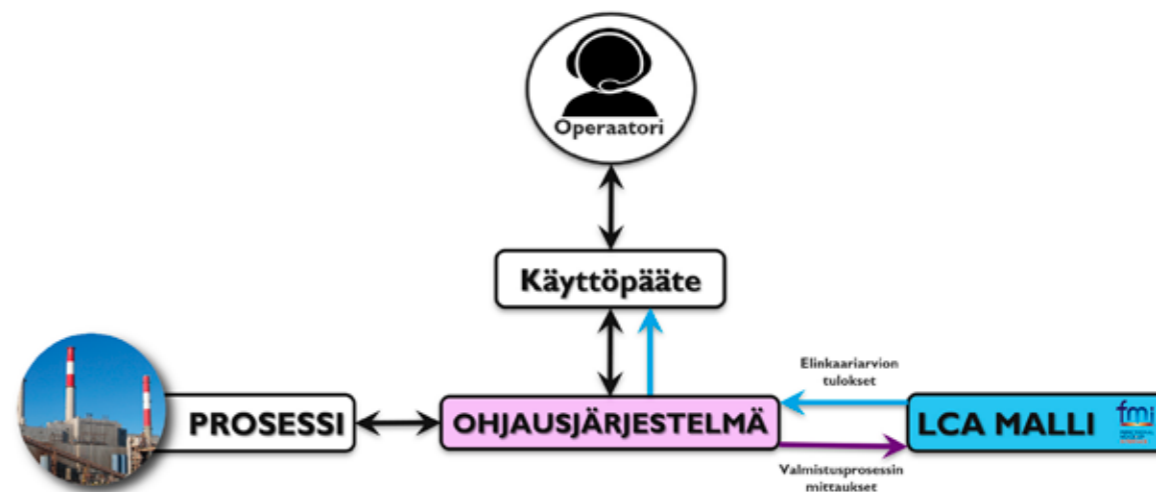 Operaatori
Käyttöpääte
Elinkaariarvion
tulokset
PROSESSI
OHJAUSJÄRJESTELMÄ
LCA MALLI
fmi
Valmistusprosessin
mittaukset